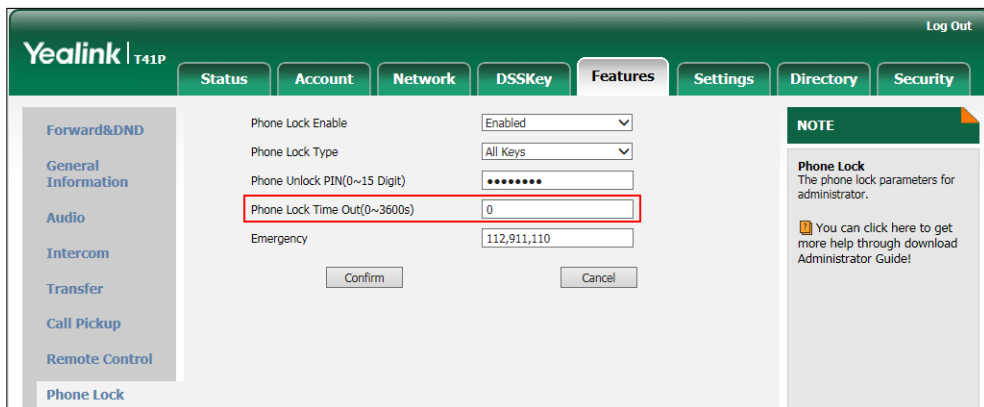 Log Out
Yealink T41P
Status Account Network DSSKey Features Settings Directory Security
Forward&DND
General
Information
Audio
Intercom
Transfer
Call Pickup
Remote Control
Phone Lock
Phone Lock Enable Enabled
Phone Lock Type All Keys
Phone Unlock PIN(0~15 Digit) ••••••••
Phone Lock Time Out(0~3600s) 0
Emergency 112,911,110
Confirm Cancel
NOTE
Phone Lock
The phone lock parameters for
administrator.
? You can click here to get
more help through download
Administrator Guide!